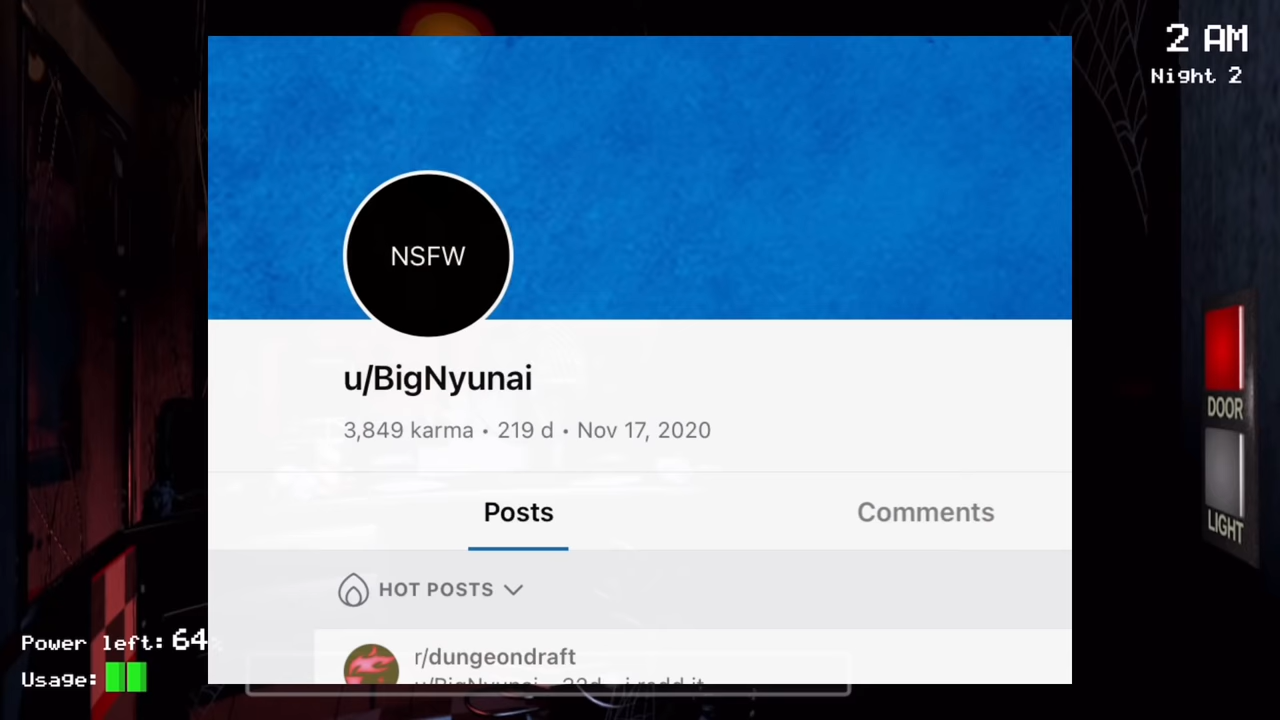 2 AM
Night 2
NSFW
u/BigNyunai
3,849 karma • 219 d • Nov 17, 2020
Posts
Comments
HOT POSTS
r/dungeondraft
u/BigNyunai
DOOR
LIGHT
Power left: 64
Usage: